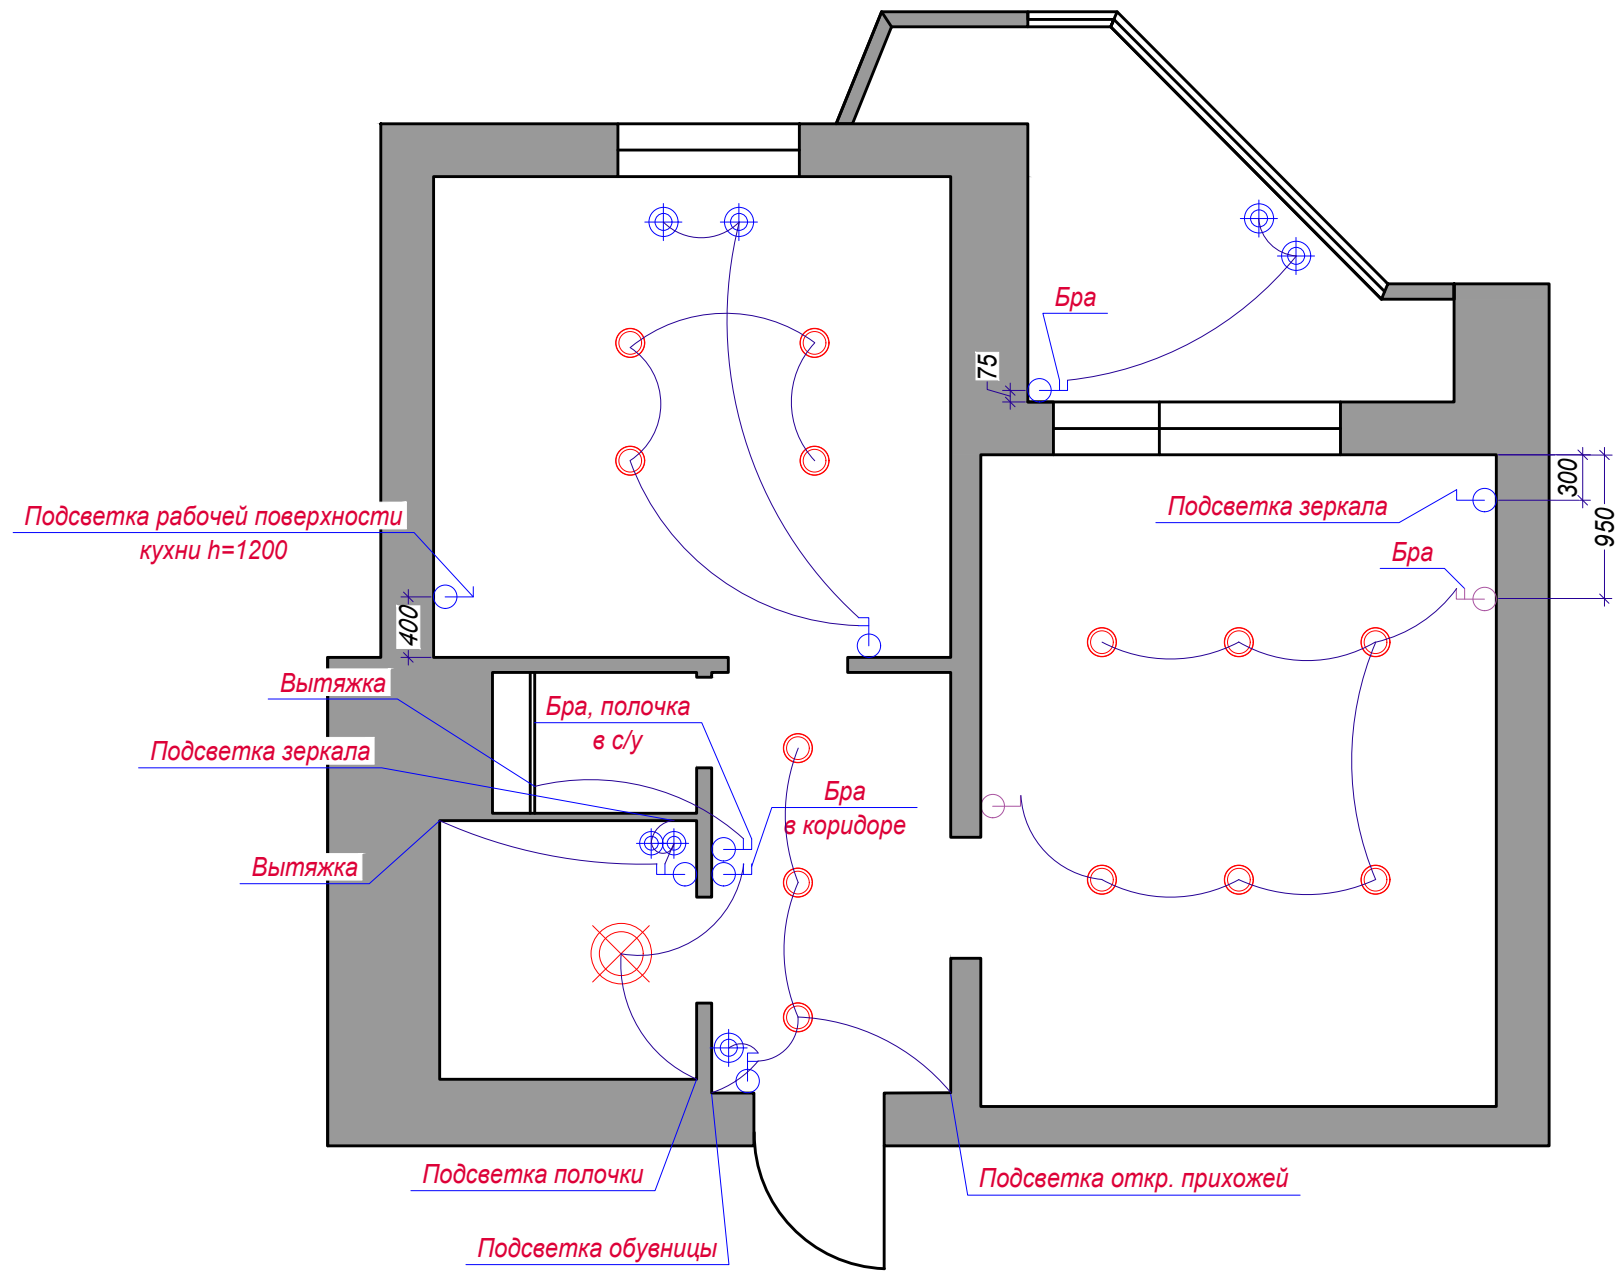 Бра
75
300
Подсветка зеркала
950
Подсветка рабочей поверхности
кухни h=1200
Бра
400
Вытяжка
Бра, полочка
в с/у
Подсветка зеркала
Бра
в коридоре
Вытяжка
Подсветка полочки
Подсветка откр. прихожей
Подсветка обувницы